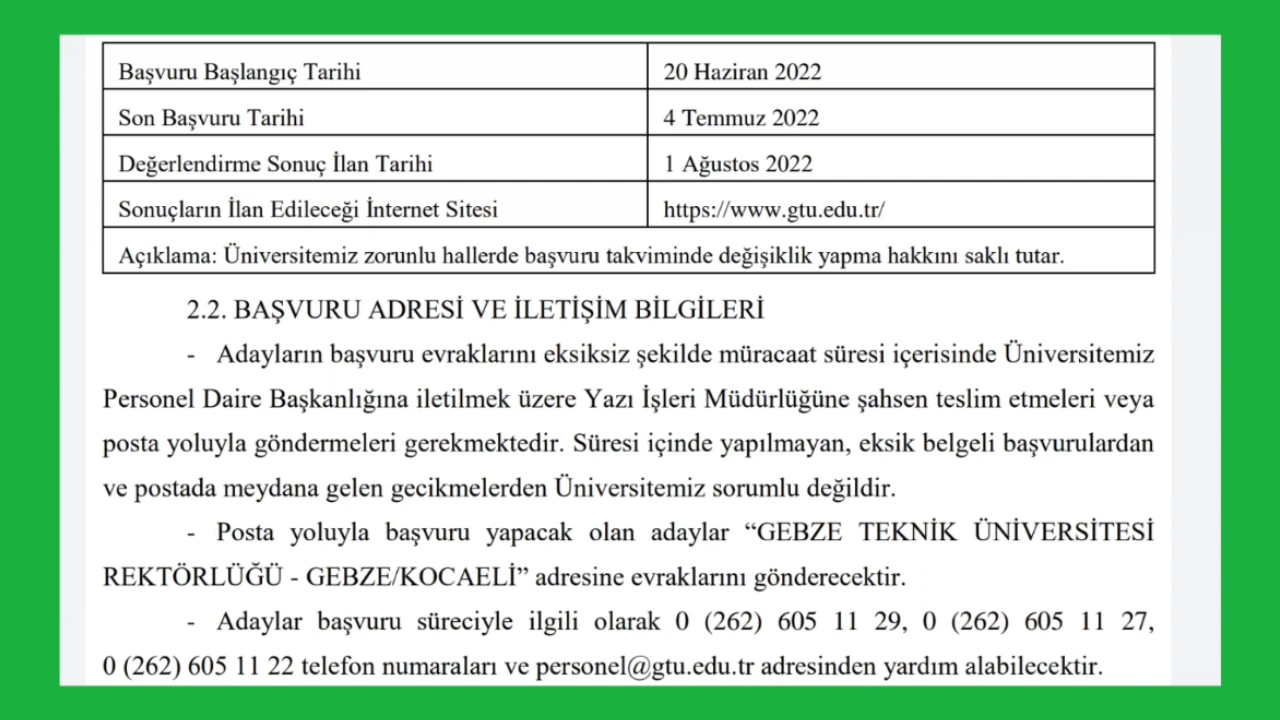 Başvuru Başlangıç Tarihi 20 Haziran 2022
Son Başvuru Tarihi 4 Temmuz 2022
Değerlendirme Sonuç İlan Tarihi 1 Ağustos 2022
Sonuçların İlan Edileceği İnternet Sitesi https://www.gtu.edu.tr/
Açıklama: Üniversitemiz zorunlu hallerde başvuru takviminde değişiklik yapma hakkını saklı tutar.
2.2. BAŞVURU ADRESİ VE İLETİŞİM BİLGİLERİ
- Adayların başvuru evraklarını eksiksiz şekilde müracaat süresi içerisinde Üniversitemiz
Personel Daire Başkanlığına iletilmek üzere Yazı İşleri Müdürlüğüne şahsen teslim etmeleri veya
posta yoluyla göndermeleri gerekmektedir. Süresi içinde yapılmayan, eksik belgeli başvurulardan
ve postada meydana gelen gecikmelerden Üniversitemiz sorumlu değildir.
- Posta yoluyla başvuru yapacak olan adaylar “GEBZE TEKNİK ÜNİVERSİTESİ
REKTÖRLÜĞÜ - GEBZE/KOCAELİ” adresine evraklarını gönderecektir.
- Adaylar başvuru süreciyle ilgili olarak 0 (262) 605 11 29, 0 (262) 605 11 27,
0 (262) 605 11 22 telefon numaraları ve personel@gtu.edu.tr adresinden yardım alabilecektir.